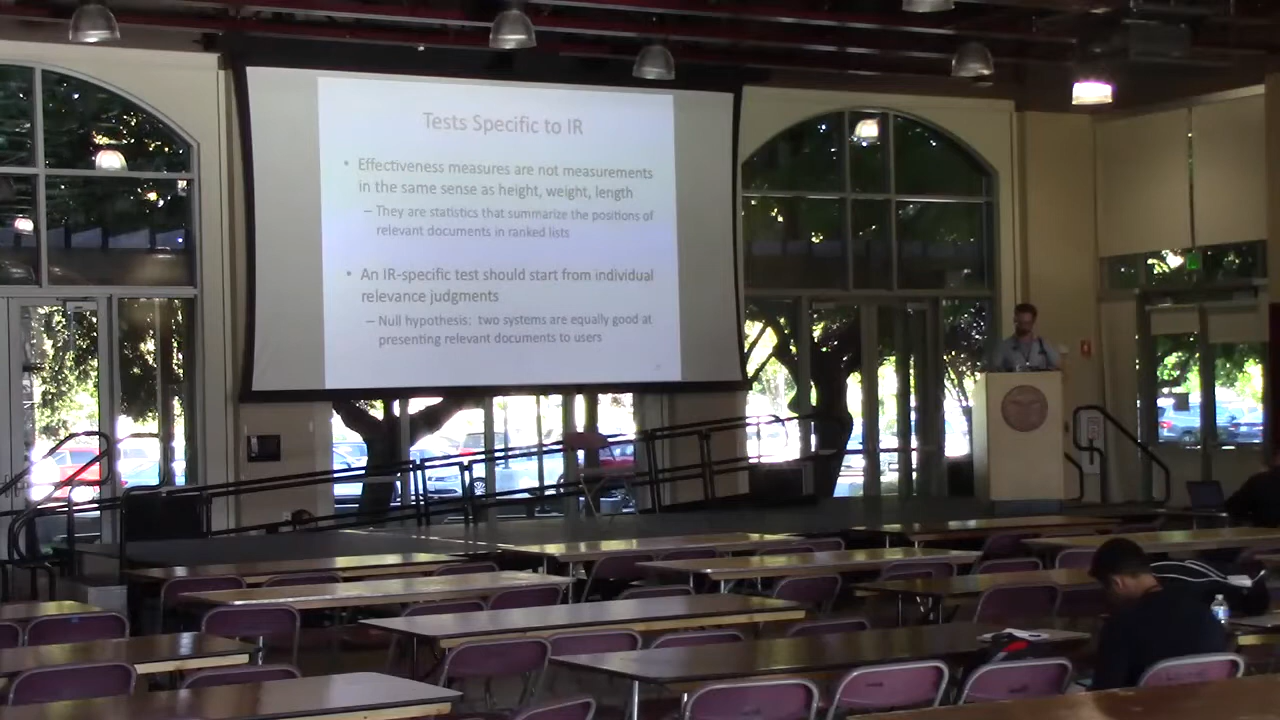 Tests Specific to IR
• Effectiveness measures are not measurements
in the same sense as height, weight, length
– They are statistics that summarize the positions of
relevant documents in ranked lists
• An IR-specific test should start from individual
relevance judgments
– Null hypothesis: two systems are equally good at
presenting relevant documents to users